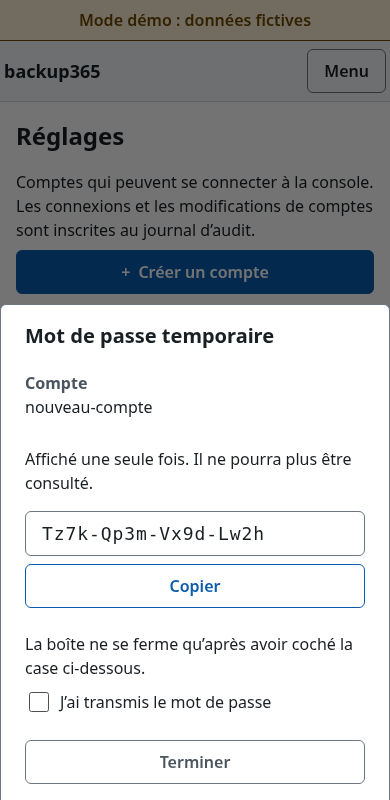 Mode démo : données fictives
backup365
Menu
Réglages
Comptes qui peuvent se connecter à la console.
Les connexions et les modifications de comptes
sont inscrites au journal d’audit.
+ Créer un compte
Mot de passe temporaire
Compte
nouveau-compte
Affiché une seule fois. Il ne pourra plus être
consulté.
Tz7k-Qp3m-Vx9d-Lw2h
Copier
La boîte ne se ferme qu’après avoir coché la
case ci-dessous.
J’ai transmis le mot de passe
Terminer